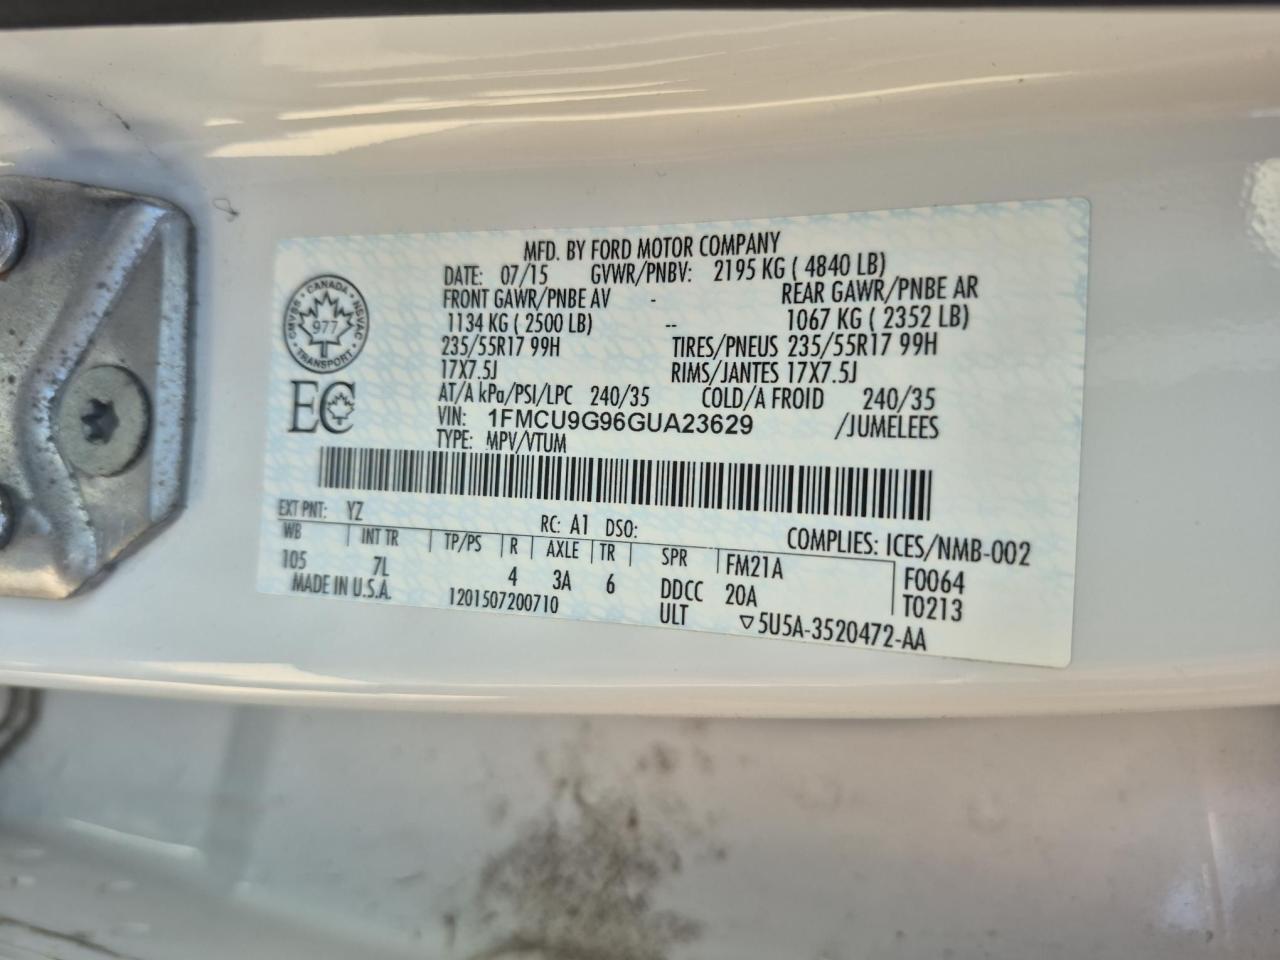 MFD. BY FORD MOTOR COMPANY
DATE: 07/15 GVWR/PNBV: 2195 KG ( 4840 LB)
FRONT GAWR/PNBE AV - REAR GAWR/PNBE AR
1134 KG ( 2500 LB) -- 1067 KG ( 2352 LB)
235/55R17 99H TIRES/PNEUS 235/55R17 99H
17X7.5J RIMS/JANTES 17X7.5J
AT/A kPa/PSI/LPC 240/35 COLD/A FROID 240/35
VIN: 1FMCU9G96GUA23629 /JUMELEES
TYPE: MPV/VTUM
CANADA
CMVSS NSVAC
977
TRANSPORT
EC
EXT PNT: YZ RC: A1 DSO: COMPLIES: ICES/NMB-002
WB INT TR TP/PS R AXLE TR SPR FM21A F0064
105 7L 4 3A 6 DDCC 20A T0213
MADE IN U.S.A. 1201507200710 ULT ▽5U5A-3520472-AA